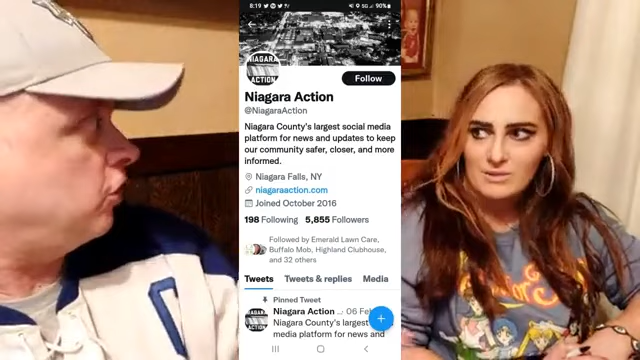 8:19
5G 90%
NIAGARA
ACTION
Follow
Niagara Action
@NiagaraAction
Niagara County's largest social media
platform for news and updates to keep
our community safer, closer, and more
informed.
Niagara Falls, NY
niagaraaction.com
Joined October 2016
198 Following 5,855 Followers
Followed by Emerald Lawn Care,
Buffalo Mob, Highland Clubhouse,
and 32 others
Tweets Tweets & replies Media
Pinned Tweet
Niagara Action
NIAGARA
ACTION
Niagara County's largest
media platform for news and